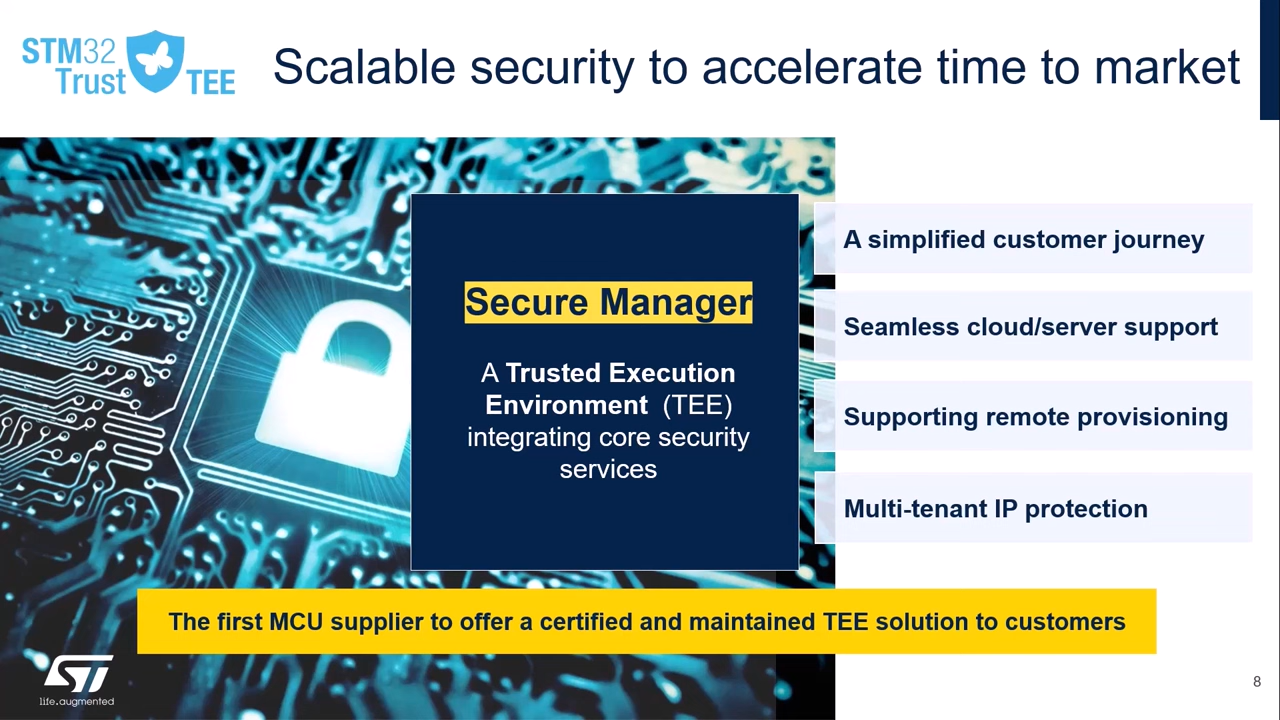 STM32
Trust
TEE
Scalable security to accelerate time to market
Secure Manager
A Trusted Execution
Environment (TEE)
integrating core security
services
A simplified customer journey
Seamless cloud/server support
Supporting remote provisioning
Multi-tenant IP protection
The first MCU supplier to offer a certified and maintained TEE solution to customers
ST
life.augmented
8